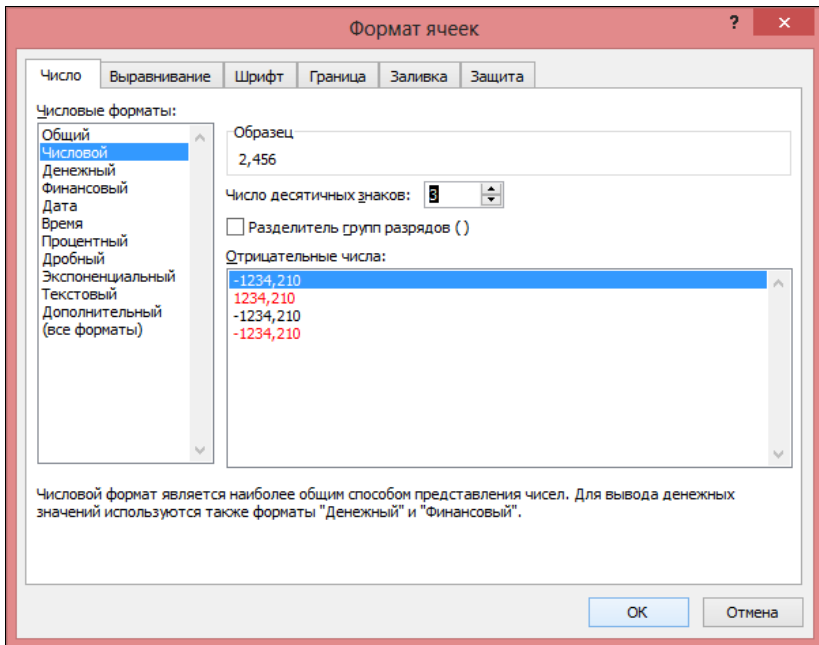 Формат ячеек
?
Число
Выравнивание
Шрифт
Граница
Заливка
Защита
Числовые форматы:
Общий
Числовой
Денежный
Финансовый
Дата
Время
Процентный
Дробный
Экспоненциальный
Текстовый
Дополнительный
(все форматы)
Образец
2,456
Число десятичных знаков: 3
Разделитель групп разрядов ( )
Отрицательные числа:
-1234,210
1234,210
-1234,210
-1234,210
Числовой формат является наиболее общим способом представления чисел. Для вывода денежных
значений используются также форматы "Денежный" и "Финансовый".
ОК
Отмена